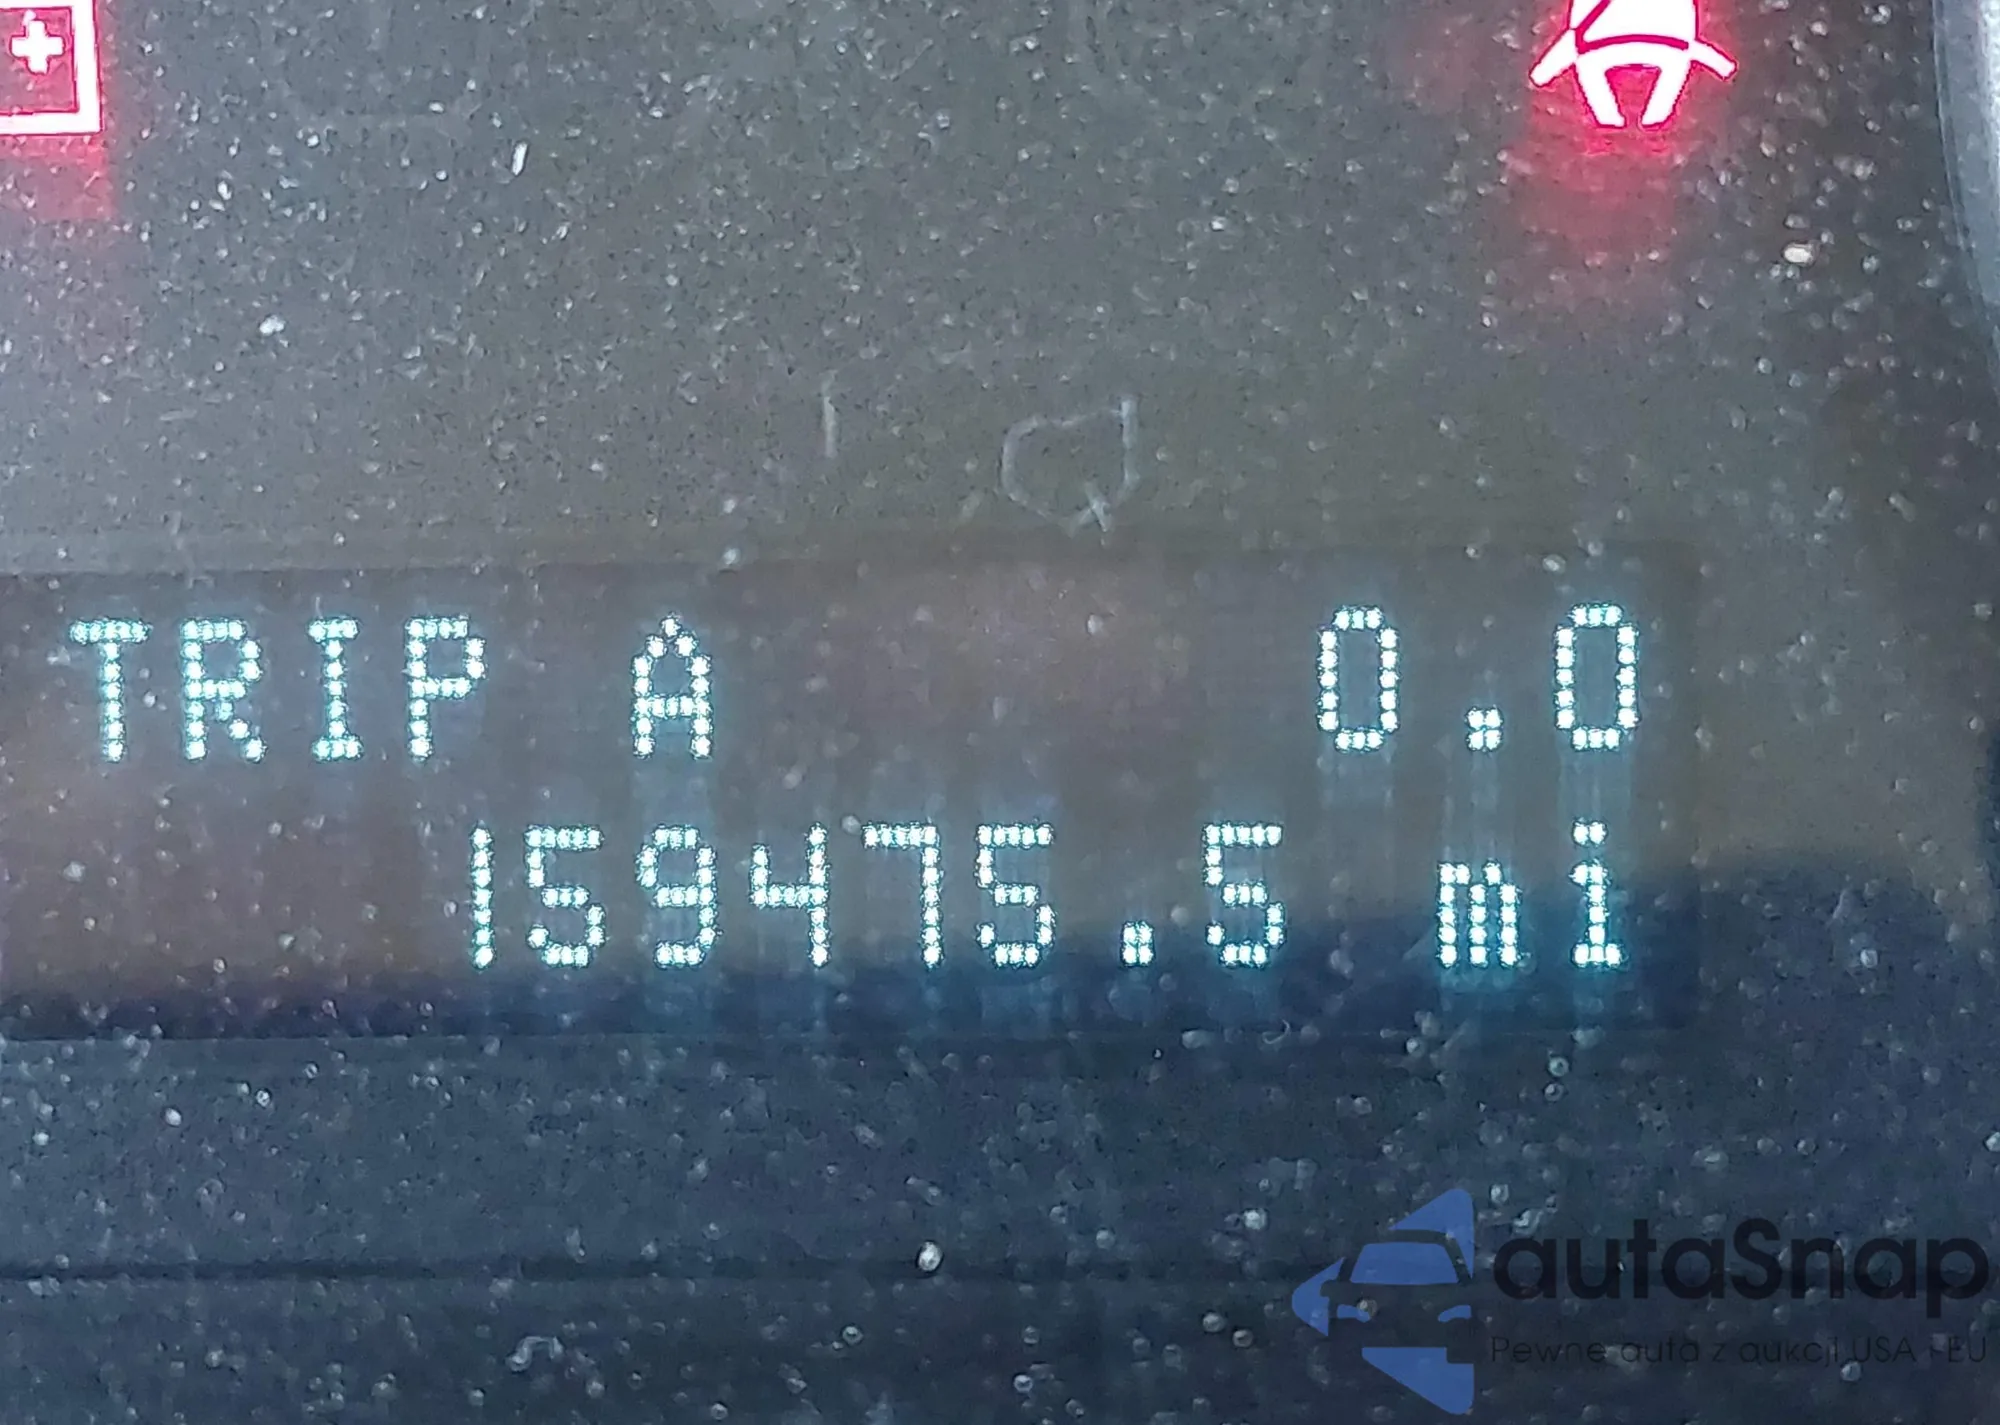 TRIP A 0.0
159475.5 mi
autaSnap
Pewne auta z aukcji USA i EU